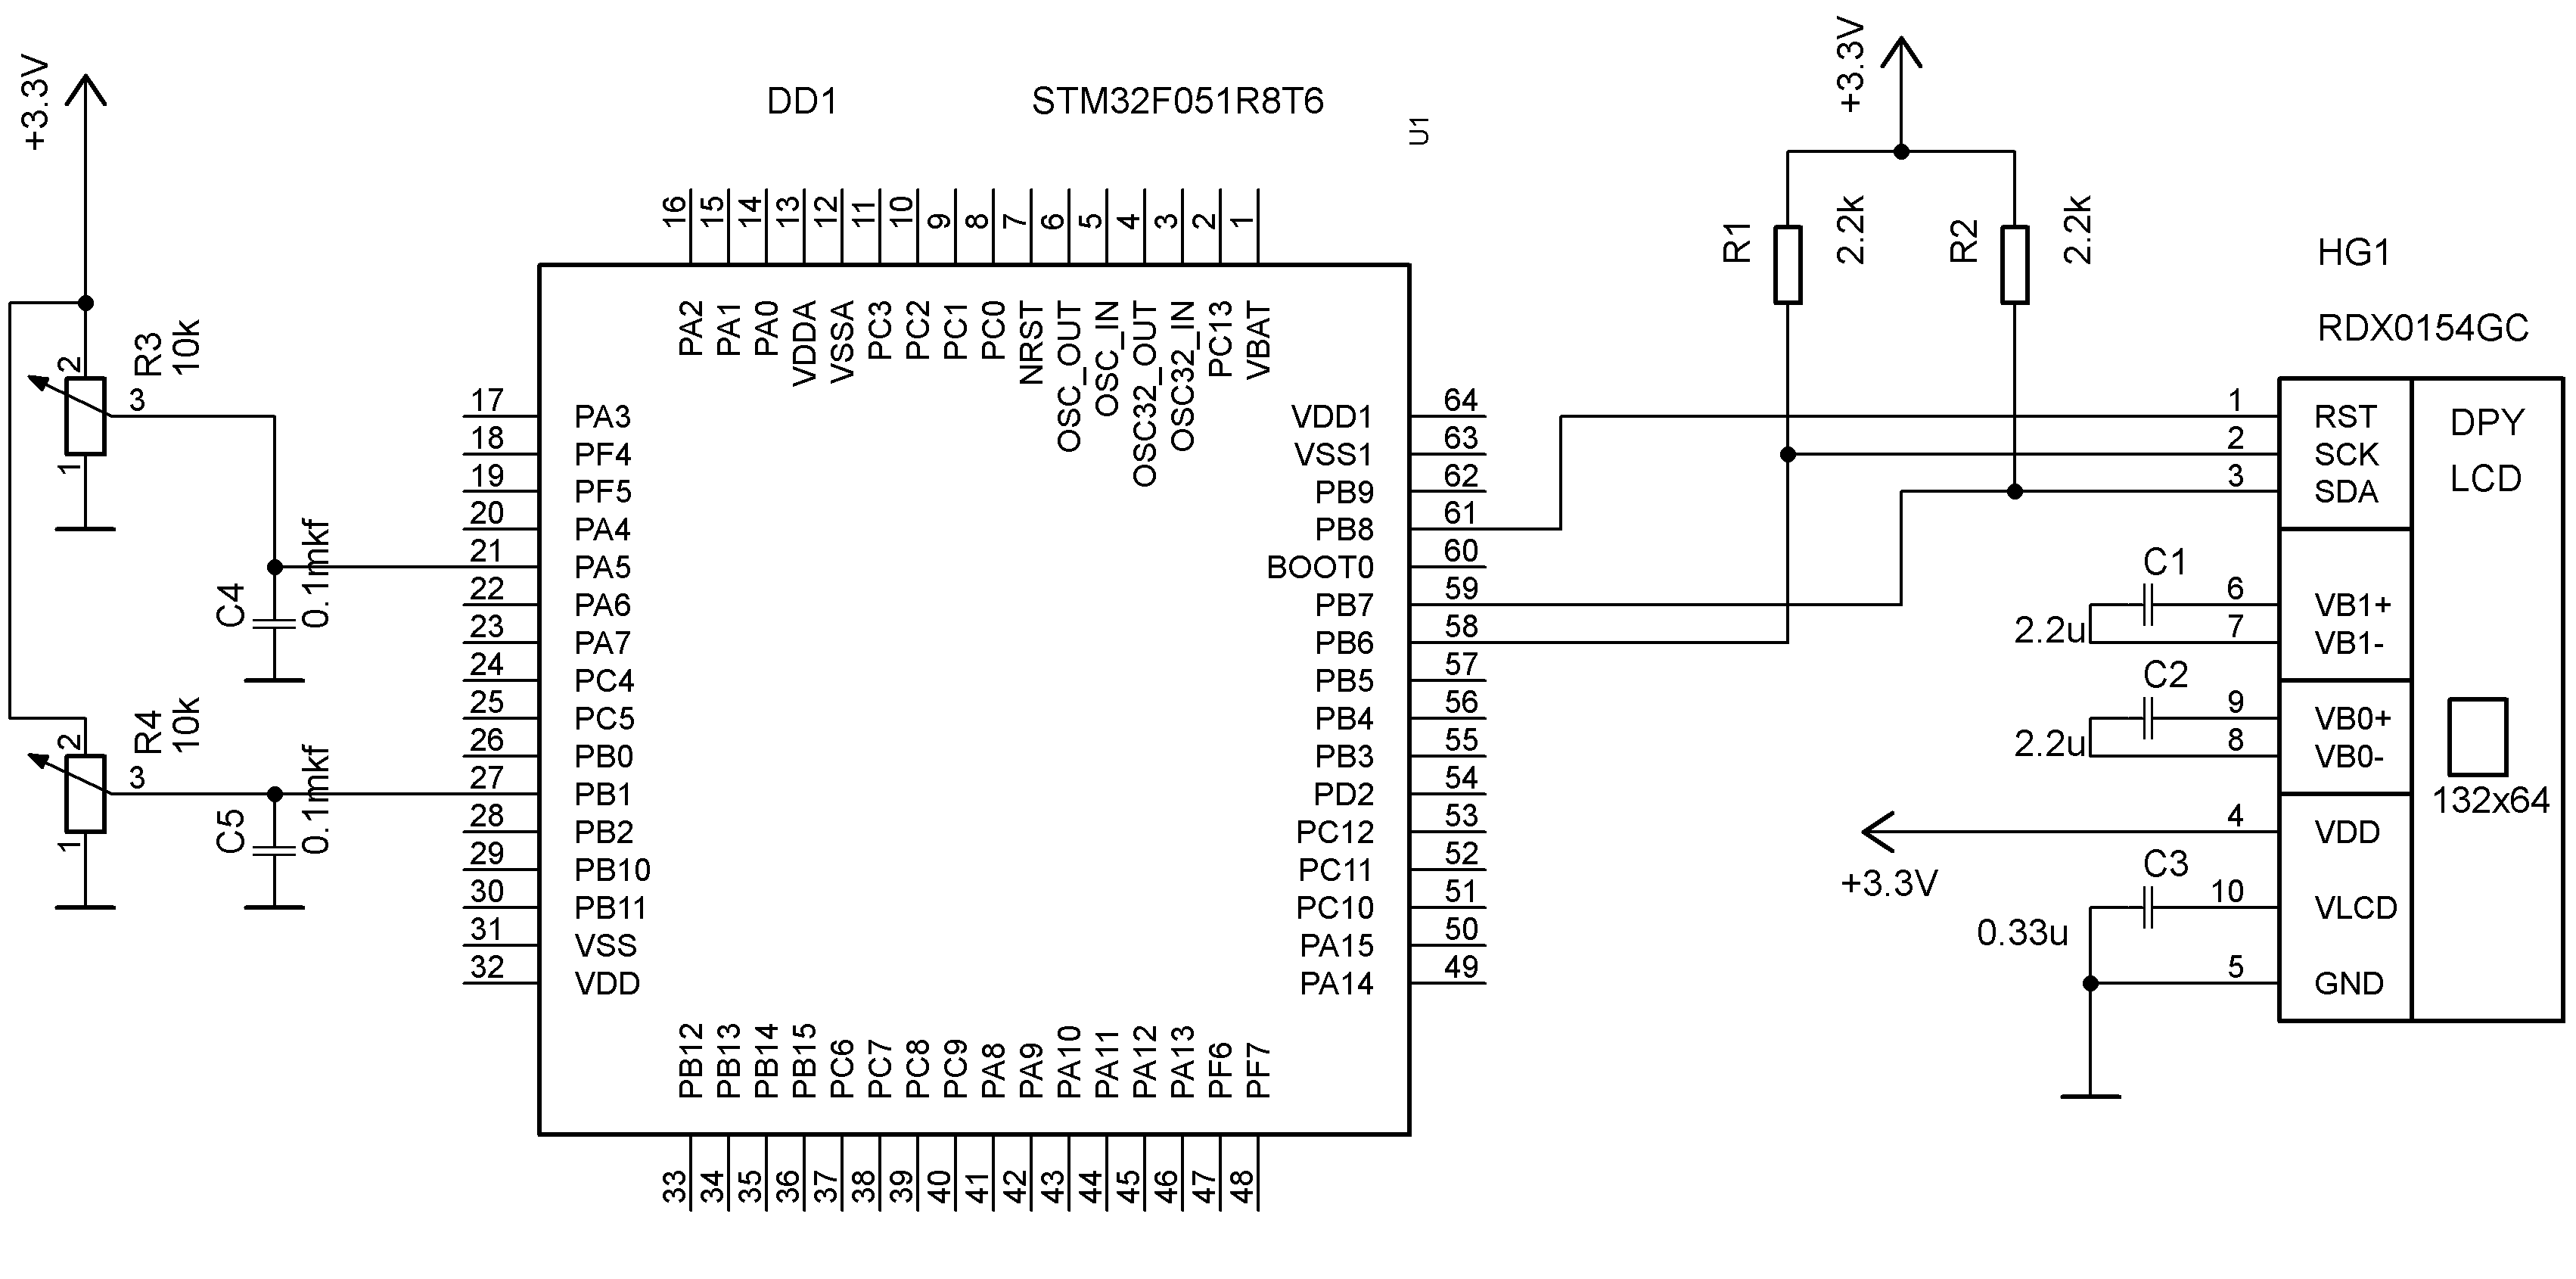 +3.3V
R3
10k
2
3
1
C4
0.1mkf
R4
10k
2
3
1
C5
0.1mkf
DD1
STM32F051R8T6
U1
16 15 14 13 12 11 10 9 8 7 6 5 4 3 2 1
PA2 PA1 PA0 VDDA VSSA PC3 PC2 PC1 PC0 NRST OSC_OUT OSC_IN OSC32_OUT OSC32_IN PC13 VBAT
17 PA3
18 PF4
19 PF5
20 PA4
21 PA5
22 PA6
23 PA7
24 PC4
25 PC5
26 PB0
27 PB1
28 PB2
29 PB10
30 PB11
31 VSS
32 VDD
VDD1 64
VSS1 63
PB9 62
PB8 61
BOOT0 60
PB7 59
PB6 58
PB5 57
PB4 56
PB3 55
PD2 54
PC12 53
PC11 52
PC10 51
PA15 50
PA14 49
PB12 PB13 PB14 PB15 PC6 PC7 PC8 PC9 PA8 PA9 PA10 PA11 PA12 PA13 PF6 PF7
33 34 35 36 37 38 39 40 41 42 43 44 45 46 47 48
+3.3V
R1
2.2k
R2
2.2k
HG1
RDX0154GC
1 RST
2 SCK
3 SDA
DPY
LCD
C1
2.2u
6 VB1+
7 VB1-
C2
2.2u
9 VB0+
8 VB0-
132x64
4 VDD
+3.3V
C3
0.33u
10 VLCD
5 GND